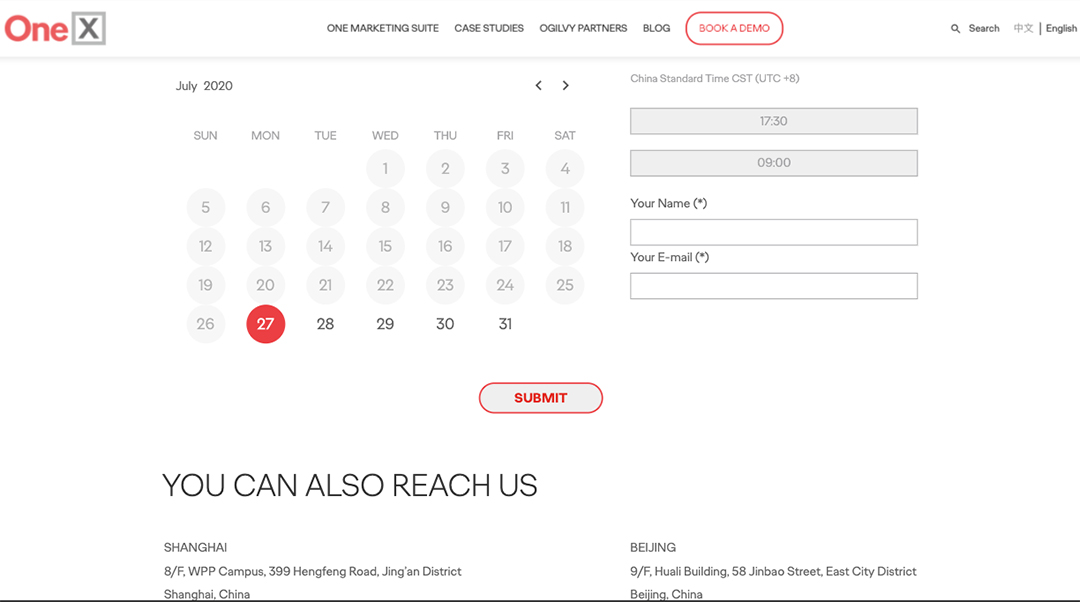 One X
ONE MARKETING SUITE CASE STUDIES OGILVY PARTNERS BLOG BOOK A DEMO Search 中文 | English
July 2020
SUN MON TUE WED THU FRI SAT
1 2 3 4
5 6 7 8 9 10 11
12 13 14 15 16 17 18
19 20 21 22 23 24 25
26 27 28 29 30 31
China Standard Time CST (UTC +8)
17:30
09:00
Your Name (*)
Your E-mail (*)
SUBMIT
YOU CAN ALSO REACH US
SHANGHAI
8/F, WPP Campus, 399 Hengfeng Road, Jing'an District
Shanghai, China
BEIJING
9/F, Huali Building, 58 Jinbao Street, East City District
Beijing, China